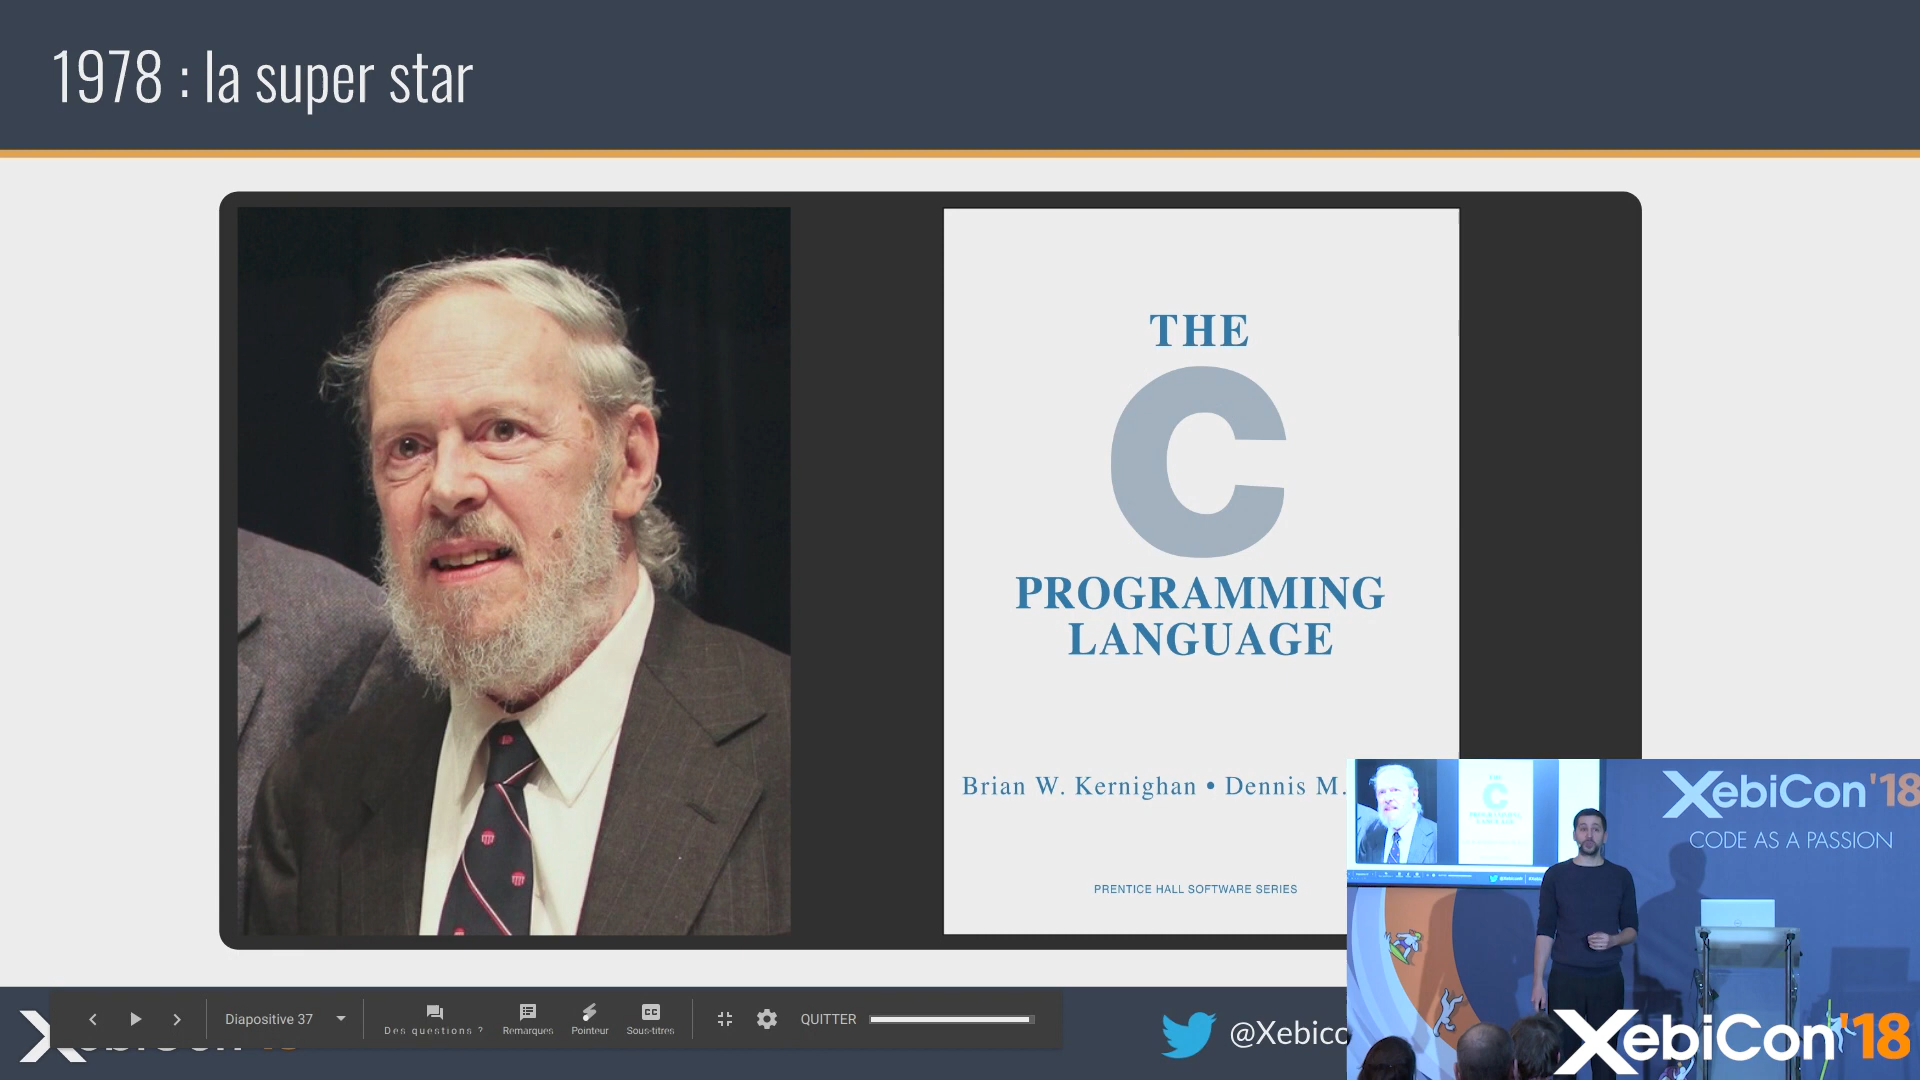 1978 : la super star
THE
C
PROGRAMMING
LANGUAGE
Brian W. Kernighan • Dennis M.
PRENTICE HALL SOFTWARE SERIES
XebiCon'18
CODE AS A PASSION
Diapositive 37
Des questions ?
Remarques
Pointeur
Sous-titres
QUITTER
@Xebico
XebiCon'18